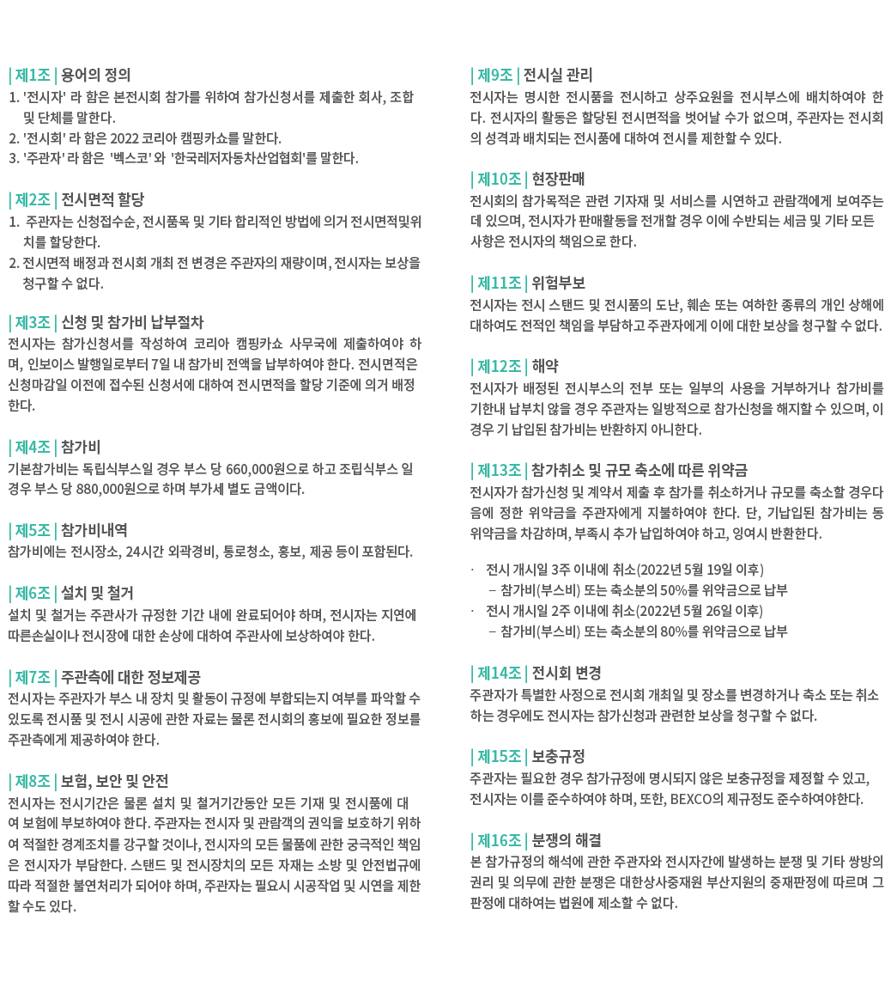 | 제1조 | 용어의 정의
1. '전시자' 라 함은 본전시회 참가를 위하여 참가신청서를 제출한 회사, 조합
및 단체를 말한다.
2. '전시회' 라 함은 2022 코리아 캠핑카쇼를 말한다.
3. '주관자' 라 함은 '벡스코' 와 '한국레저자동차산업협회'를 말한다.
| 제2조 | 전시면적 할당
1. 주관자는 신청접수순, 전시품목 및 기타 합리적인 방법에 의거 전시면적및위
치를 할당한다.
2. 전시면적 배정과 전시회 개최 전 변경은 주관자의 재량이며, 전시자는 보상을
청구할 수 없다.
| 제3조 | 신청 및 참가비 납부절차
전시자는 참가신청서를 작성하여 코리아 캠핑카쇼 사무국에 제출하여야 하
며, 인보이스 발행일로부터 7일 내 참가비 전액을 납부하여야 한다. 전시면적은
신청마감일 이전에 접수된 신청서에 대하여 전시면적을 할당 기준에 의거 배정
한다.
| 제4조 | 참가비
기본참가비는 독립식부스일 경우 부스 당 660,000원으로 하고 조립식부스 일
경우 부스 당 880,000원으로 하며 부가세 별도 금액이다.
| 제5조 | 참가비내역
참가비에는 전시장소, 24시간 외곽경비, 통로청소, 홍보, 제공 등이 포함된다.
| 제6조 | 설치 및 철거
설치 및 철거는 주관사가 규정한 기간 내에 완료되어야 하며, 전시자는 지연에
따른손실이나 전시장에 대한 손상에 대하여 주관사에 보상하여야 한다.
| 제7조 | 주관측에 대한 정보제공
전시자는 주관자가 부스 내 장치 및 활동이 규정에 부합되는지 여부를 파악할 수
있도록 전시품 및 전시 시공에 관한 자료는 물론 전시회의 홍보에 필요한 정보를
주관측에게 제공하여야 한다.
| 제8조 | 보험, 보안 및 안전
전시자는 전시기간은 물론 설치 및 철거기간동안 모든 기재 및 전시품에 대
여 보험에 부보하여야 한다. 주관자는 전시자 및 관람객의 권익을 보호하기 위하
여 적절한 경계조치를 강구할 것이나, 전시자의 모든 물품에 관한 궁극적인 책임
은 전시자가 부담한다. 스탠드 및 전시장치의 모든 자재는 소방 및 안전법규에
따라 적절한 불연처리가 되어야 하며, 주관자는 필요시 시공작업 및 시연을 제한
할 수도 있다.
| 제9조 | 전시실 관리
전시자는 명시한 전시품을 전시하고 상주요원을 전시부스에 배치하여야 한
다. 전시자의 활동은 할당된 전시면적을 벗어날 수가 없으며, 주관자는 전시회
의 성격과 배치되는 전시품에 대하여 전시를 제한할 수 있다.
| 제10조 | 현장판매
전시회의 참가목적은 관련 기자재 및 서비스를 시연하고 관람객에게 보여주는
데 있으며, 전시자가 판매활동을 전개할 경우 이에 수반되는 세금 및 기타 모든
사항은 전시자의 책임으로 한다.
| 제11조 | 위험부보
전시자는 전시 스탠드 및 전시품의 도난, 훼손 또는 여하한 종류의 개인 상해에
대하여도 전적인 책임을 부담하고 주관자에게 이에 대한 보상을 청구할 수 없다.
| 제12조 | 해약
전시자가 배정된 전시부스의 전부 또는 일부의 사용을 거부하거나 참가비를
기한내 납부치 않을 경우 주관자는 일방적으로 참가신청을 해지할 수 있으며, 이
경우 기 납입된 참가비는 반환하지 아니한다.
| 제13조 | 참가취소 및 규모 축소에 따른 위약금
전시자가 참가신청 및 계약서 제출 후 참가를 취소하거나 규모를 축소할 경우다
음에 정한 위약금을 주관자에게 지불하여야 한다. 단, 기납입된 참가비는 동
위약금을 차감하며, 부족시 추가 납입하여야 하고, 잉여시 반환한다.
· 전시 개시일 3주 이내에 취소(2022년 5월 19일 이후)
– 참가비(부스비) 또는 축소분의 50%를 위약금으로 납부
· 전시 개시일 2주 이내에 취소(2022년 5월 26일 이후)
– 참가비(부스비) 또는 축소분의 80%를 위약금으로 납부
| 제14조 | 전시회 변경
주관자가 특별한 사정으로 전시회 개최일 및 장소를 변경하거나 축소 또는 취소
하는 경우에도 전시자는 참가신청과 관련한 보상을 청구할 수 없다.
| 제15조 | 보충규정
주관자는 필요한 경우 참가규정에 명시되지 않은 보충규정을 제정할 수 있고,
전시자는 이를 준수하여야 하며, 또한, BEXCO의 제규정도 준수하여야한다.
| 제16조 | 분쟁의 해결
본 참가규정의 해석에 관한 주관자와 전시자간에 발생하는 분쟁 및 기타 쌍방의
권리 및 의무에 관한 분쟁은 대한상사중재원 부산지원의 중재판정에 따르며 그
판정에 대하여는 법원에 제소할 수 없다.